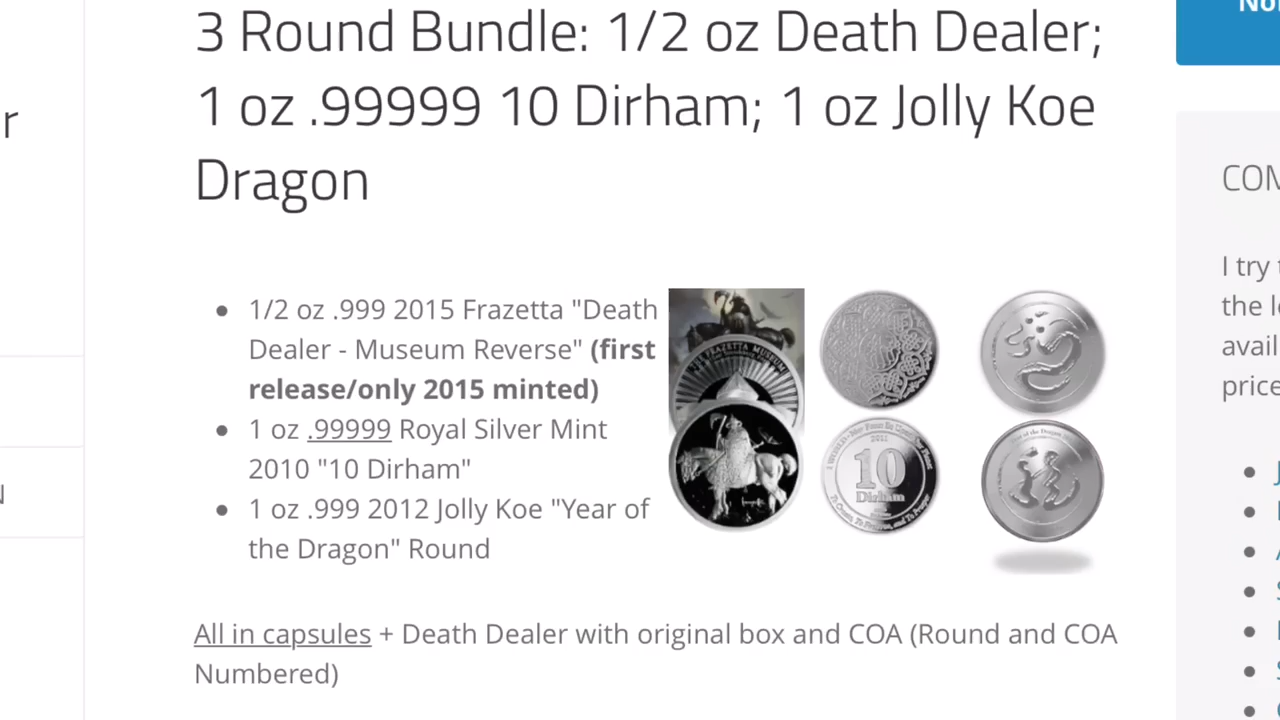 3 Round Bundle: 1/2 oz Death Dealer;
1 oz .99999 10 Dirham; 1 oz Jolly Koe
Dragon
1/2 oz .999 2015 Frazetta "Death
Dealer - Museum Reverse" (first
release/only 2015 minted)
1 oz .99999 Royal Silver Mint
2010 "10 Dirham"
1 oz .999 2012 Jolly Koe "Year of
the Dragon" Round
2011
10
Dirham
All in capsules + Death Dealer with original box and COA (Round and COA
Numbered)
I try
the